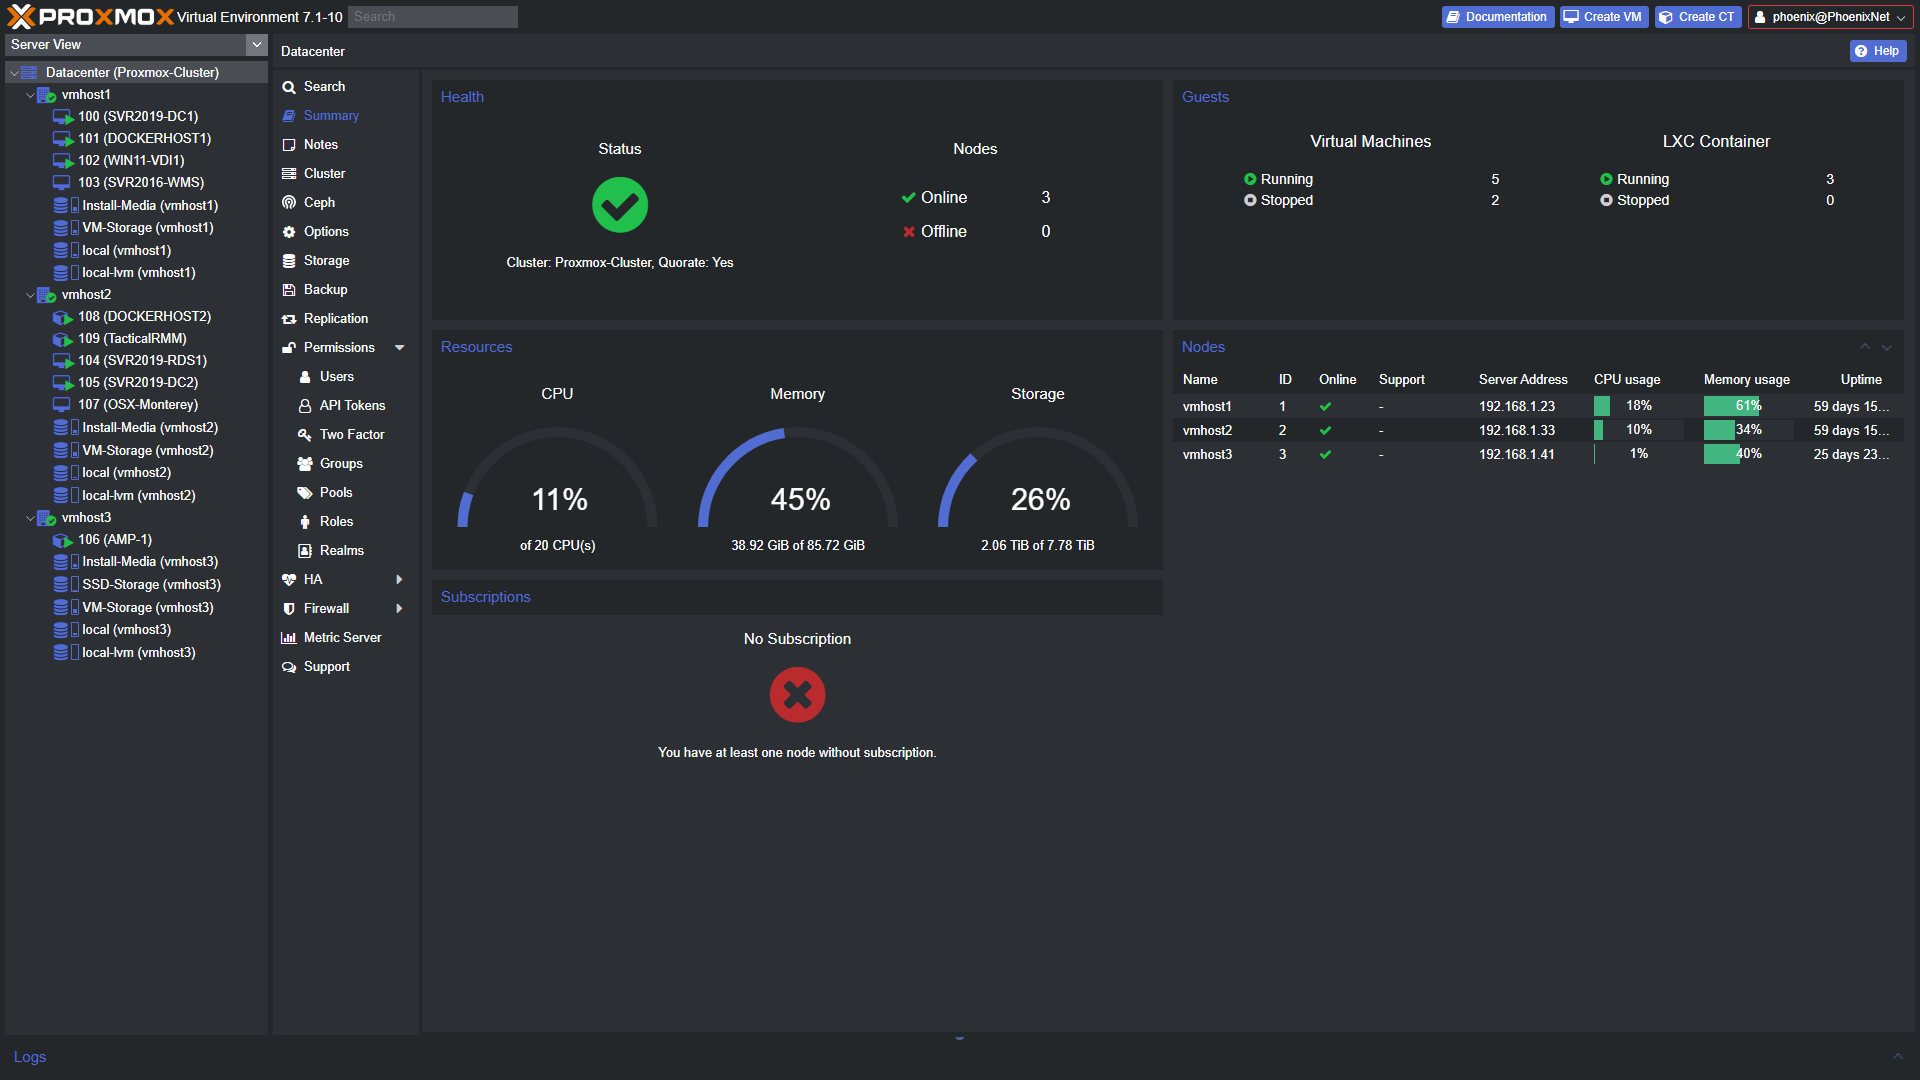 PROXMOX Virtual Environment 7.1-10 Search
Documentation Create VM Create CT phoenix@PhoenixNet
Server View
Datacenter (Proxmox-Cluster)
vmhost1
100 (SVR2019-DC1)
101 (DOCKERHOST1)
102 (WIN11-VDI1)
103 (SVR2016-WMS)
Install-Media (vmhost1)
VM-Storage (vmhost1)
local (vmhost1)
local-lvm (vmhost1)
vmhost2
108 (DOCKERHOST2)
109 (TacticalRMM)
104 (SVR2019-RDS1)
105 (SVR2019-DC2)
107 (OSX-Monterey)
Install-Media (vmhost2)
VM-Storage (vmhost2)
local (vmhost2)
local-lvm (vmhost2)
vmhost3
106 (AMP-1)
Install-Media (vmhost3)
SSD-Storage (vmhost3)
VM-Storage (vmhost3)
local (vmhost3)
local-lvm (vmhost3)
Datacenter
Help
Search
Summary
Notes
Cluster
Ceph
Options
Storage
Backup
Replication
Permissions
Users
API Tokens
Two Factor
Groups
Pools
Roles
Realms
HA
Firewall
Metric Server
Support
Health
Status
Cluster: Proxmox-Cluster, Quorate: Yes
Nodes
Online 3
Offline 0
Guests
Virtual Machines
Running 5
Stopped 2
LXC Container
Running 3
Stopped 0
Resources
CPU
11%
of 20 CPU(s)
Memory
45%
38.92 GiB of 85.72 GiB
Storage
26%
2.06 TiB of 7.78 TiB
Nodes
Name ID Online Support Server Address CPU usage Memory usage Uptime
vmhost1 1 - 192.168.1.23 18% 61% 59 days 15...
vmhost2 2 - 192.168.1.33 10% 34% 59 days 15...
vmhost3 3 - 192.168.1.41 1% 40% 25 days 23...
Subscriptions
No Subscription
You have at least one node without subscription.
Logs